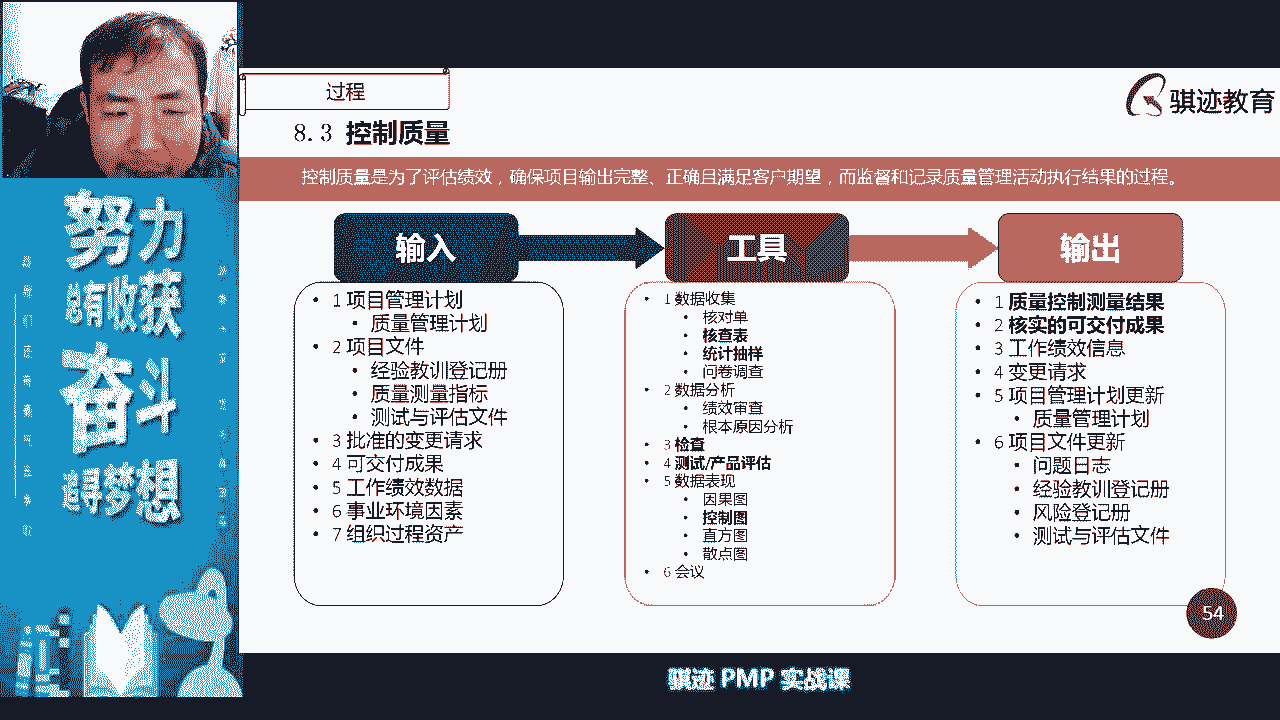 过程
骐迹教育
8.3 控制质量
控制质量是为了评估绩效，确保项目输出完整、正确且满足客户期望，而监督和记录质量管理活动执行结果的过程。
努力
总有收获
奋斗
追寻梦想
输入
• 1 项目管理计划
• 质量管理计划
• 2 项目文件
• 经验教训登记册
• 质量测量指标
• 测试与评估文件
• 3 批准的变更请求
• 4 可交付成果
• 5 工作绩效数据
• 6 事业环境因素
• 7 组织过程资产
工具
• 1 数据收集
• 核对单
• 核查表
• 统计抽样
• 问卷调查
• 2 数据分析
• 绩效审查
• 根本原因分析
• 3 检查
• 4 测试/产品评估
• 5 数据表现
• 因果图
• 控制图
• 直方图
• 散点图
• 6 会议
输出
• 1 质量控制测量结果
• 2 核实的可交付成果
• 3 工作绩效信息
• 4 变更请求
• 5 项目管理计划更新
• 质量管理计划
• 6 项目文件更新
• 问题日志
• 经验教训登记册
• 风险登记册
• 测试与评估文件
54
骐迹 PMP 实战课